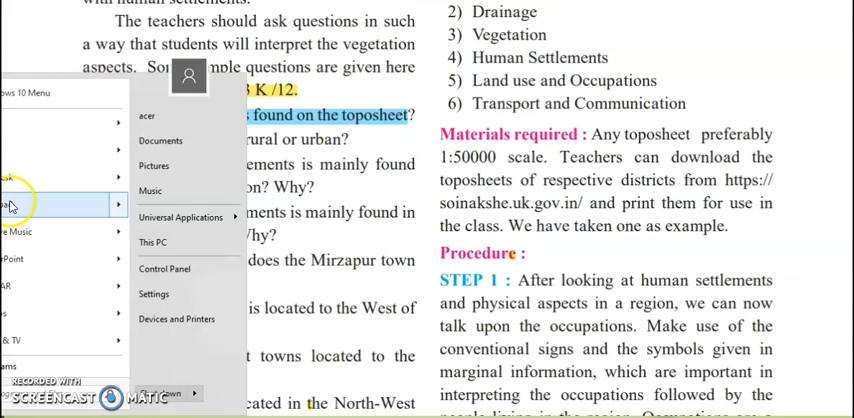 with human settlements.
The teachers should ask questions in such
a way that students will interpret the vegetation
aspects.
questions are given here
K /12.
found on the toposheet?
rural or urban?
ements is mainly found
on? Why?
ments is mainly found in
does the Mirzapur town
is located to the West of
towns located to the
cated in the North-West
ows 10 Menu
Music
Point
AR
& TV
acer
Documents
Pictures
Music
Universal Applications
This PC
Control Panel
Settings
Devices and Printers
Shut down
RECORDED WITH
SCREENCAST MATIC
2) Drainage
3) Vegetation
4) Human Settlements
5) Land use and Occupations
6) Transport and Communication
Materials required : Any toposheet preferably
1:50000 scale. Teachers can download the
toposheets of respective districts from https://
soinakshe.uk.gov.in/ and print them for use in
the class. We have taken one as example.
Procedure :
STEP 1 : After looking at human settlements
and physical aspects in a region, we can now
talk upon the occupations. Make use of the
conventional signs and the symbols given in
marginal information, which are important in
interpreting the occupations followed by the